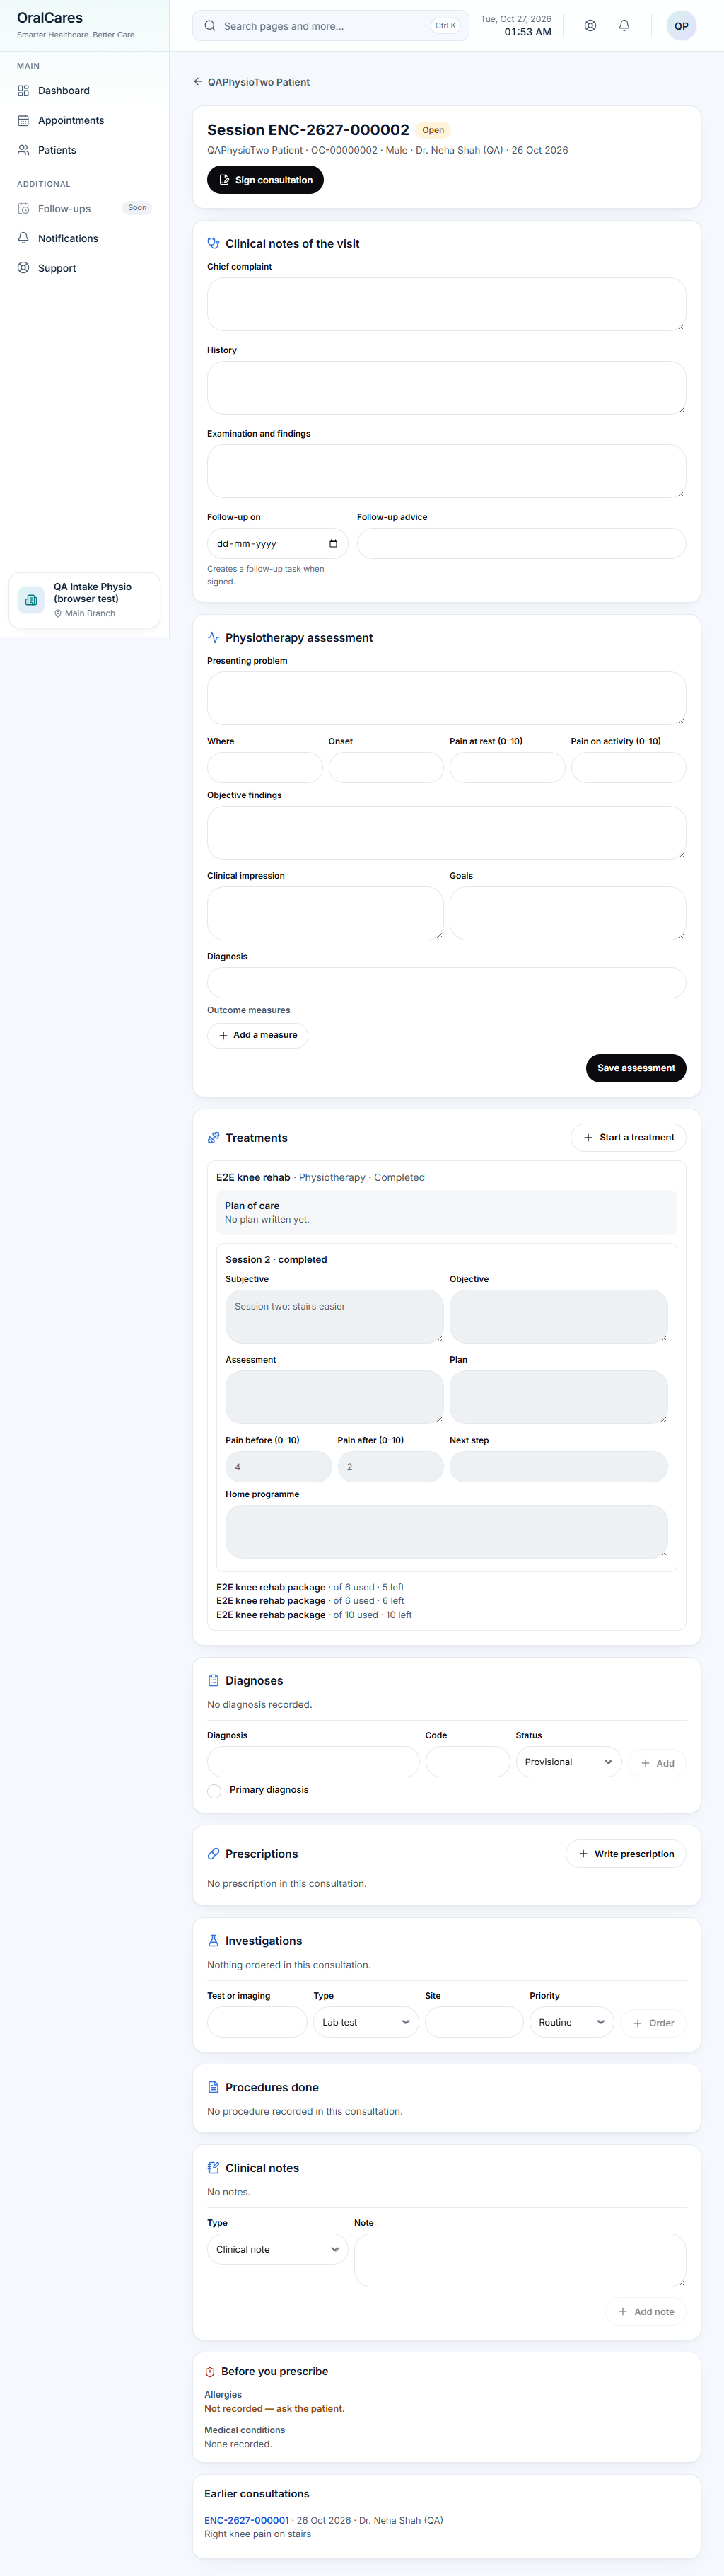 OralCares
Smarter Healthcare. Better Care.
Search pages and more...
Ctrl K
Tue, Oct 27, 2026
01:53 AM
QP
MAIN
Dashboard
Appointments
Patients
ADDITIONAL
Follow-ups
Soon
Notifications
Support
QA Intake Physio
(browser test)
Main Branch
QAPhysioTwo Patient
Session ENC-2627-000002
Open
QAPhysioTwo Patient · OC-00000002 · Male · Dr. Neha Shah (QA) · 26 Oct 2026
Sign consultation
Clinical notes of the visit
Chief complaint
History
Examination and findings
Follow-up on
Follow-up advice
dd-mm-yyyy
Creates a follow-up task when
signed.
Physiotherapy assessment
Presenting problem
Where
Onset
Pain at rest (0–10)
Pain on activity (0–10)
Objective findings
Clinical impression
Goals
Diagnosis
Outcome measures
Add a measure
Save assessment
Treatments
Start a treatment
E2E knee rehab · Physiotherapy · Completed
Plan of care
No plan written yet.
Session 2 · completed
Subjective
Objective
Session two: stairs easier
Assessment
Plan
Pain before (0–10)
Pain after (0–10)
Next step
4
2
Home programme
E2E knee rehab package · of 6 used · 5 left
E2E knee rehab package · of 6 used · 6 left
E2E knee rehab package · of 10 used · 10 left
Diagnoses
No diagnosis recorded.
Diagnosis
Code
Status
Provisional
Add
Primary diagnosis
Prescriptions
Write prescription
No prescription in this consultation.
Investigations
Nothing ordered in this consultation.
Test or imaging
Type
Site
Priority
Lab test
Routine
Order
Procedures done
No procedure recorded in this consultation.
Clinical notes
No notes.
Type
Note
Clinical note
Add note
Before you prescribe
Allergies
Not recorded — ask the patient.
Medical conditions
None recorded.
Earlier consultations
ENC-2627-000001 · 26 Oct 2026 · Dr. Neha Shah (QA)
Right knee pain on stairs